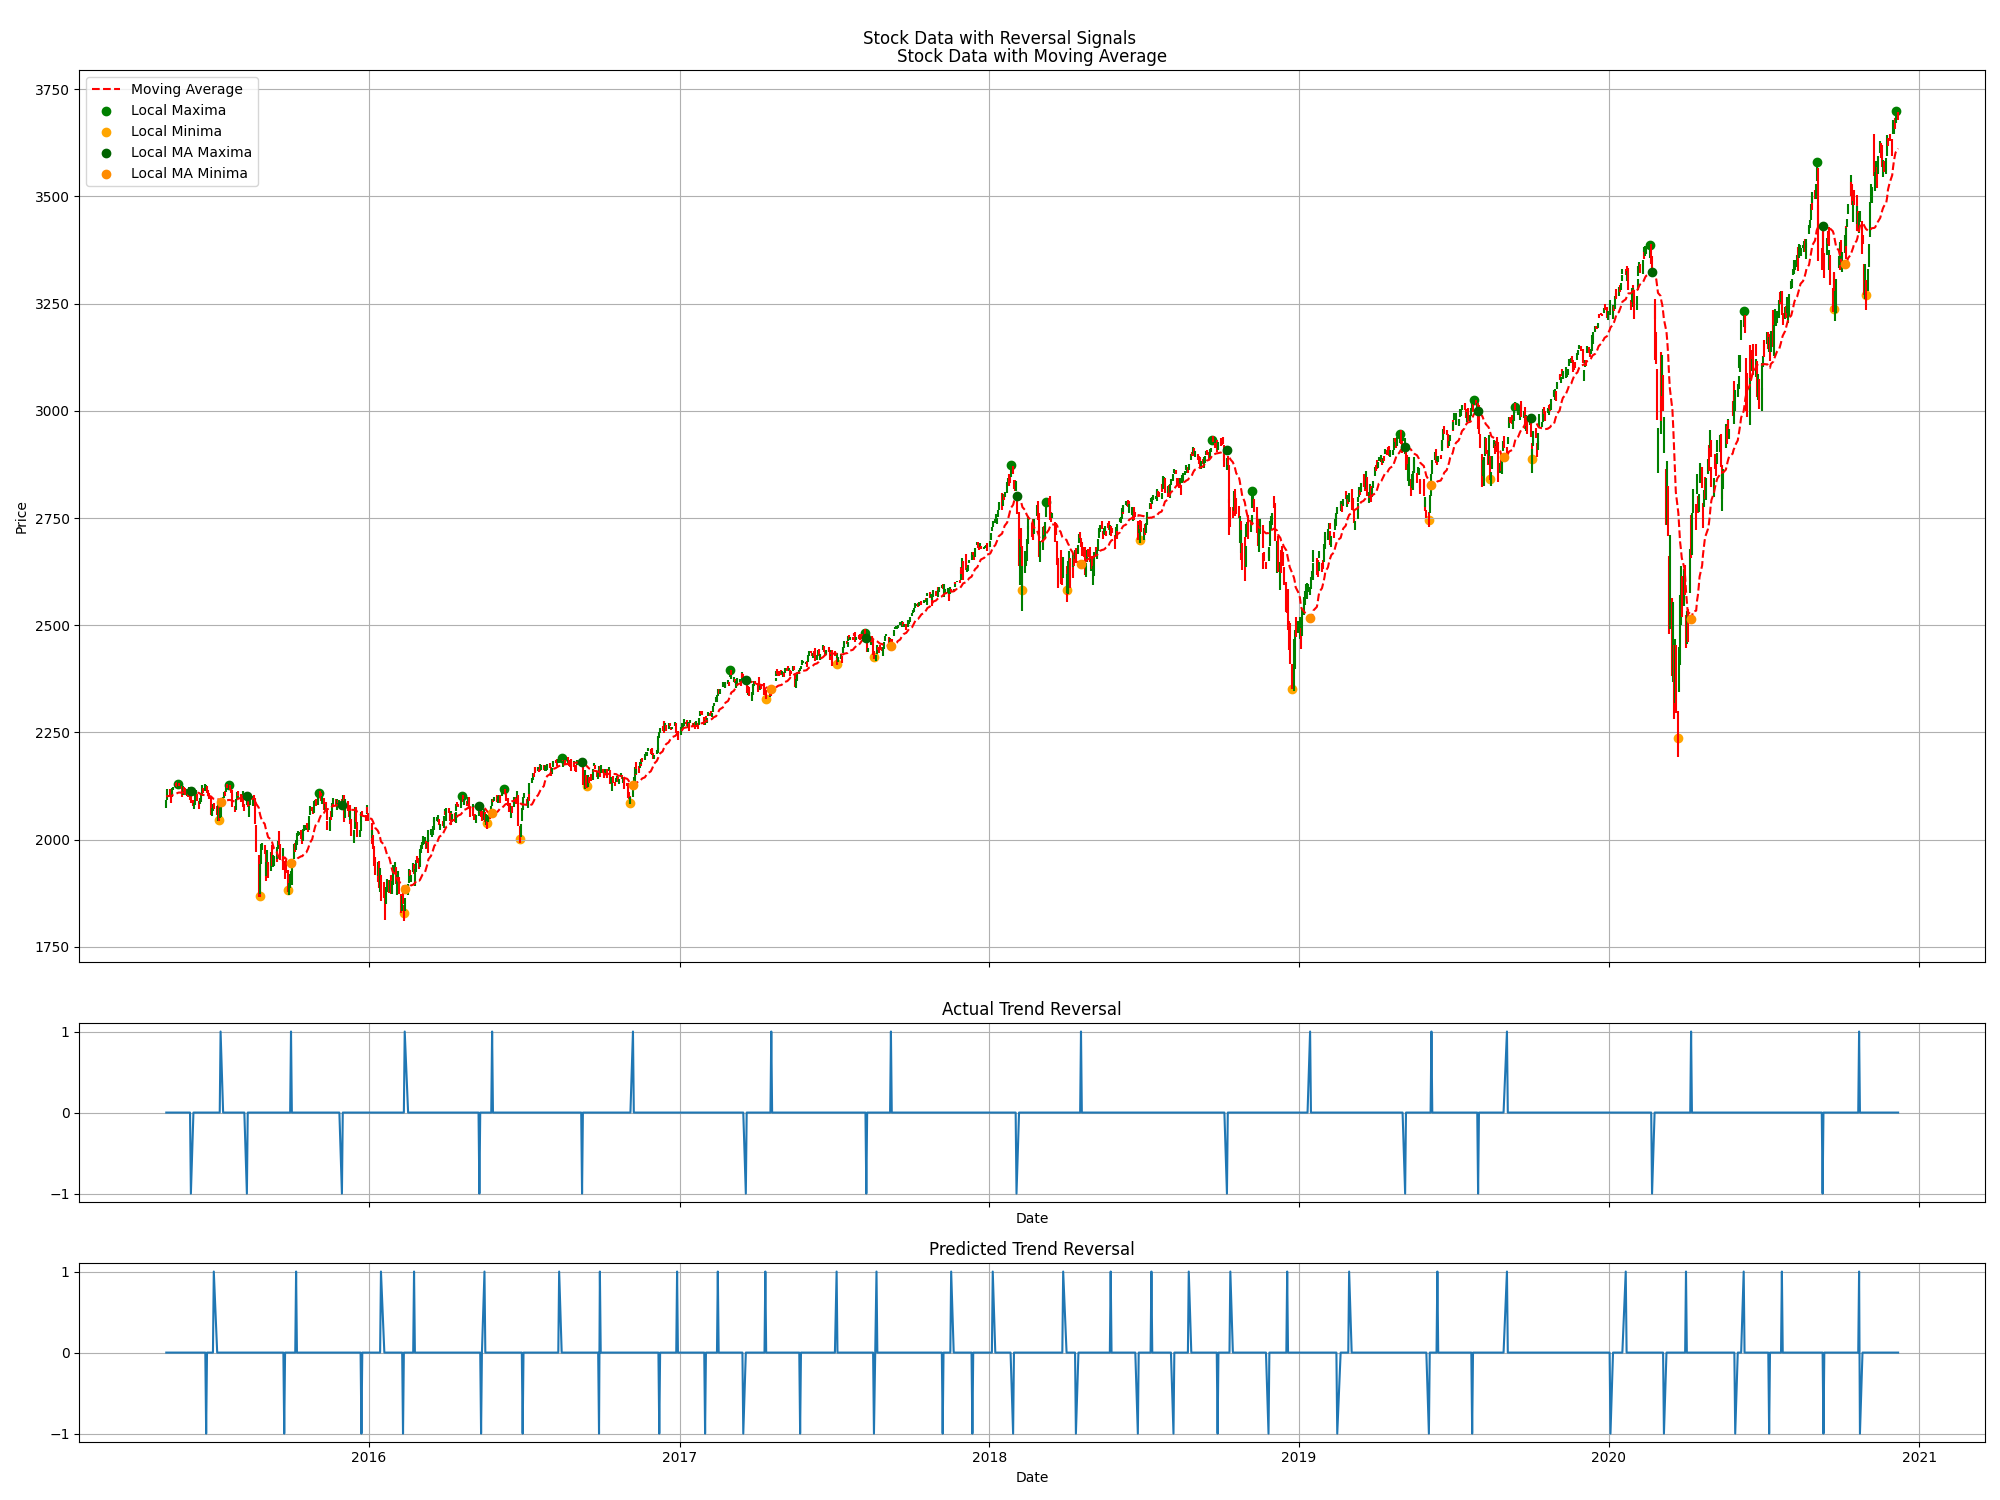 Stock Data with Reversal Signals
Stock Data with Moving Average
Moving Average
Local Maxima
Local Minima
Local MA Maxima
Local MA Minima
3750
3500
3250
3000
2750
2500
2250
2000
1750
Price
Actual Trend Reversal
1
0
−1
Date
Predicted Trend Reversal
1
0
−1
2016
2017
2018
2019
2020
2021
Date